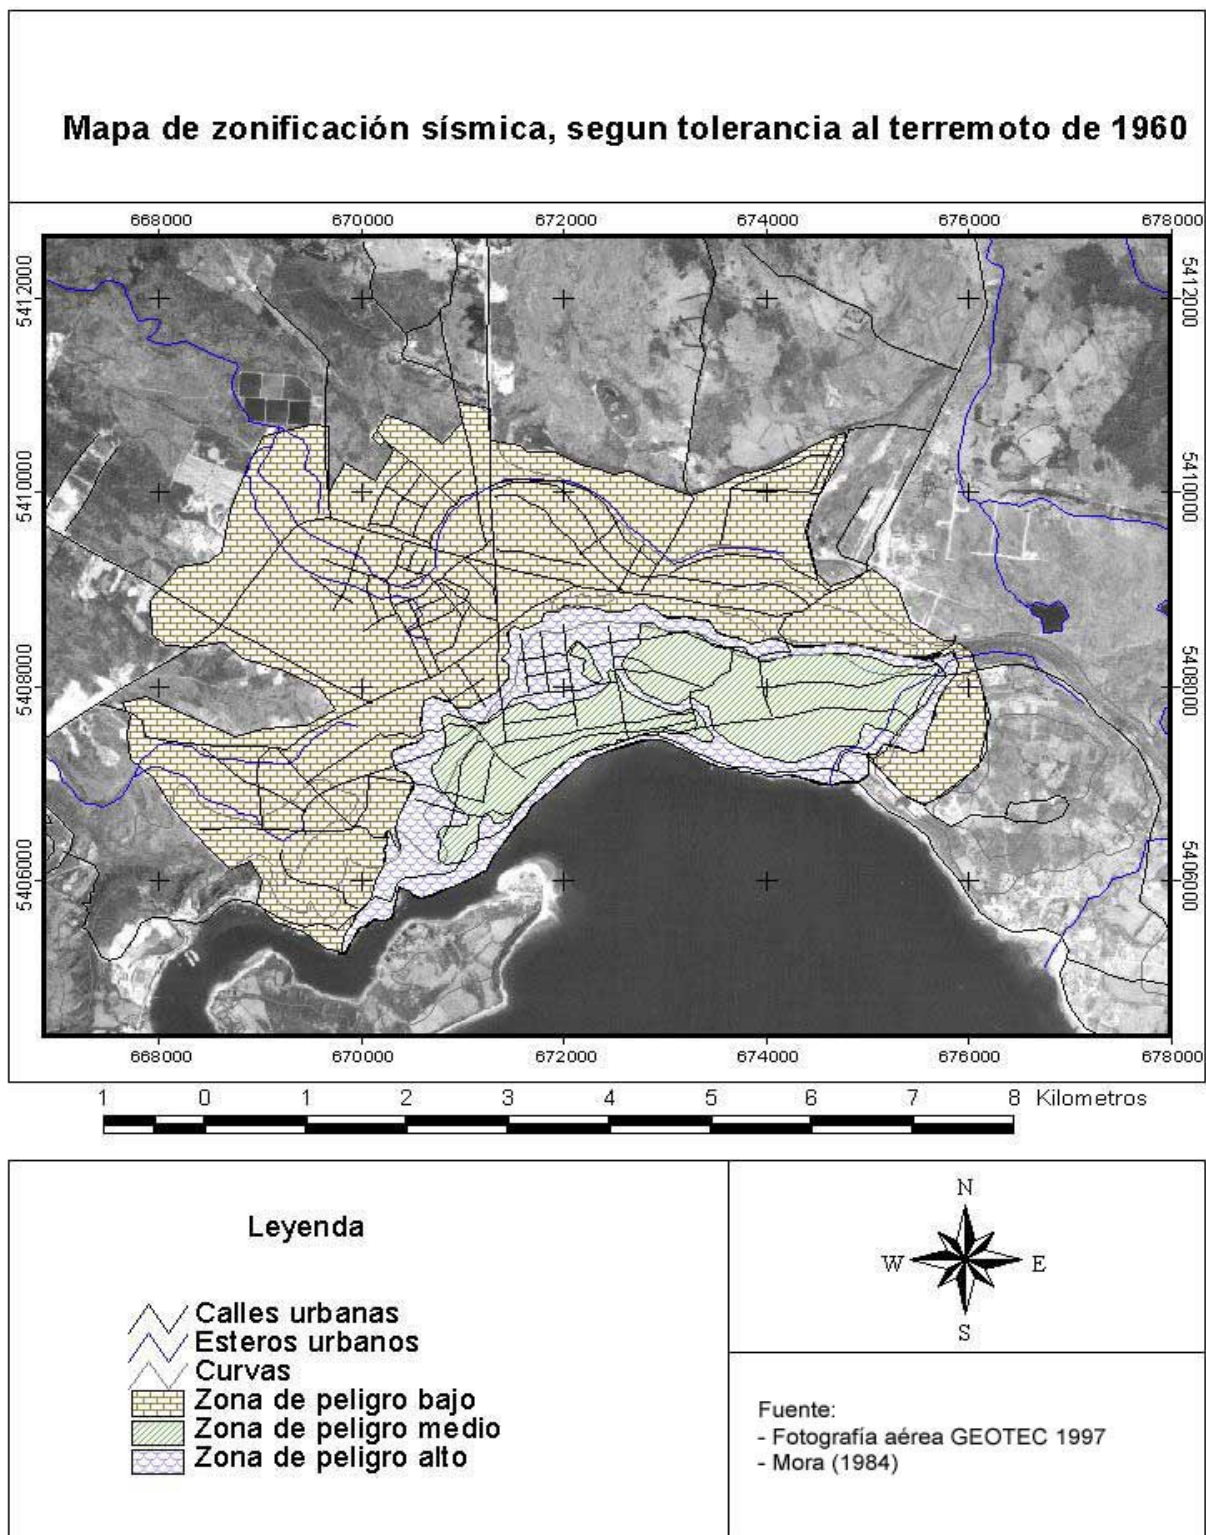 Mapa de zonificación sísmica, segun tolerancia al terremoto de 1960
668000 670000 672000 674000 676000 678000
5412000 5412000
5410000 5410000
5408000 5408000
5406000 5406000
668000 670000 672000 674000 676000 678000
1 0 1 2 3 4 5 6 7 8 Kilometros
Leyenda
Calles urbanas
Esteros urbanos
Curvas
Zona de peligro bajo
Zona de peligro medio
Zona de peligro alto
N
W E
S
Fuente:
- Fotografía aérea GEOTEC 1997
- Mora (1984)